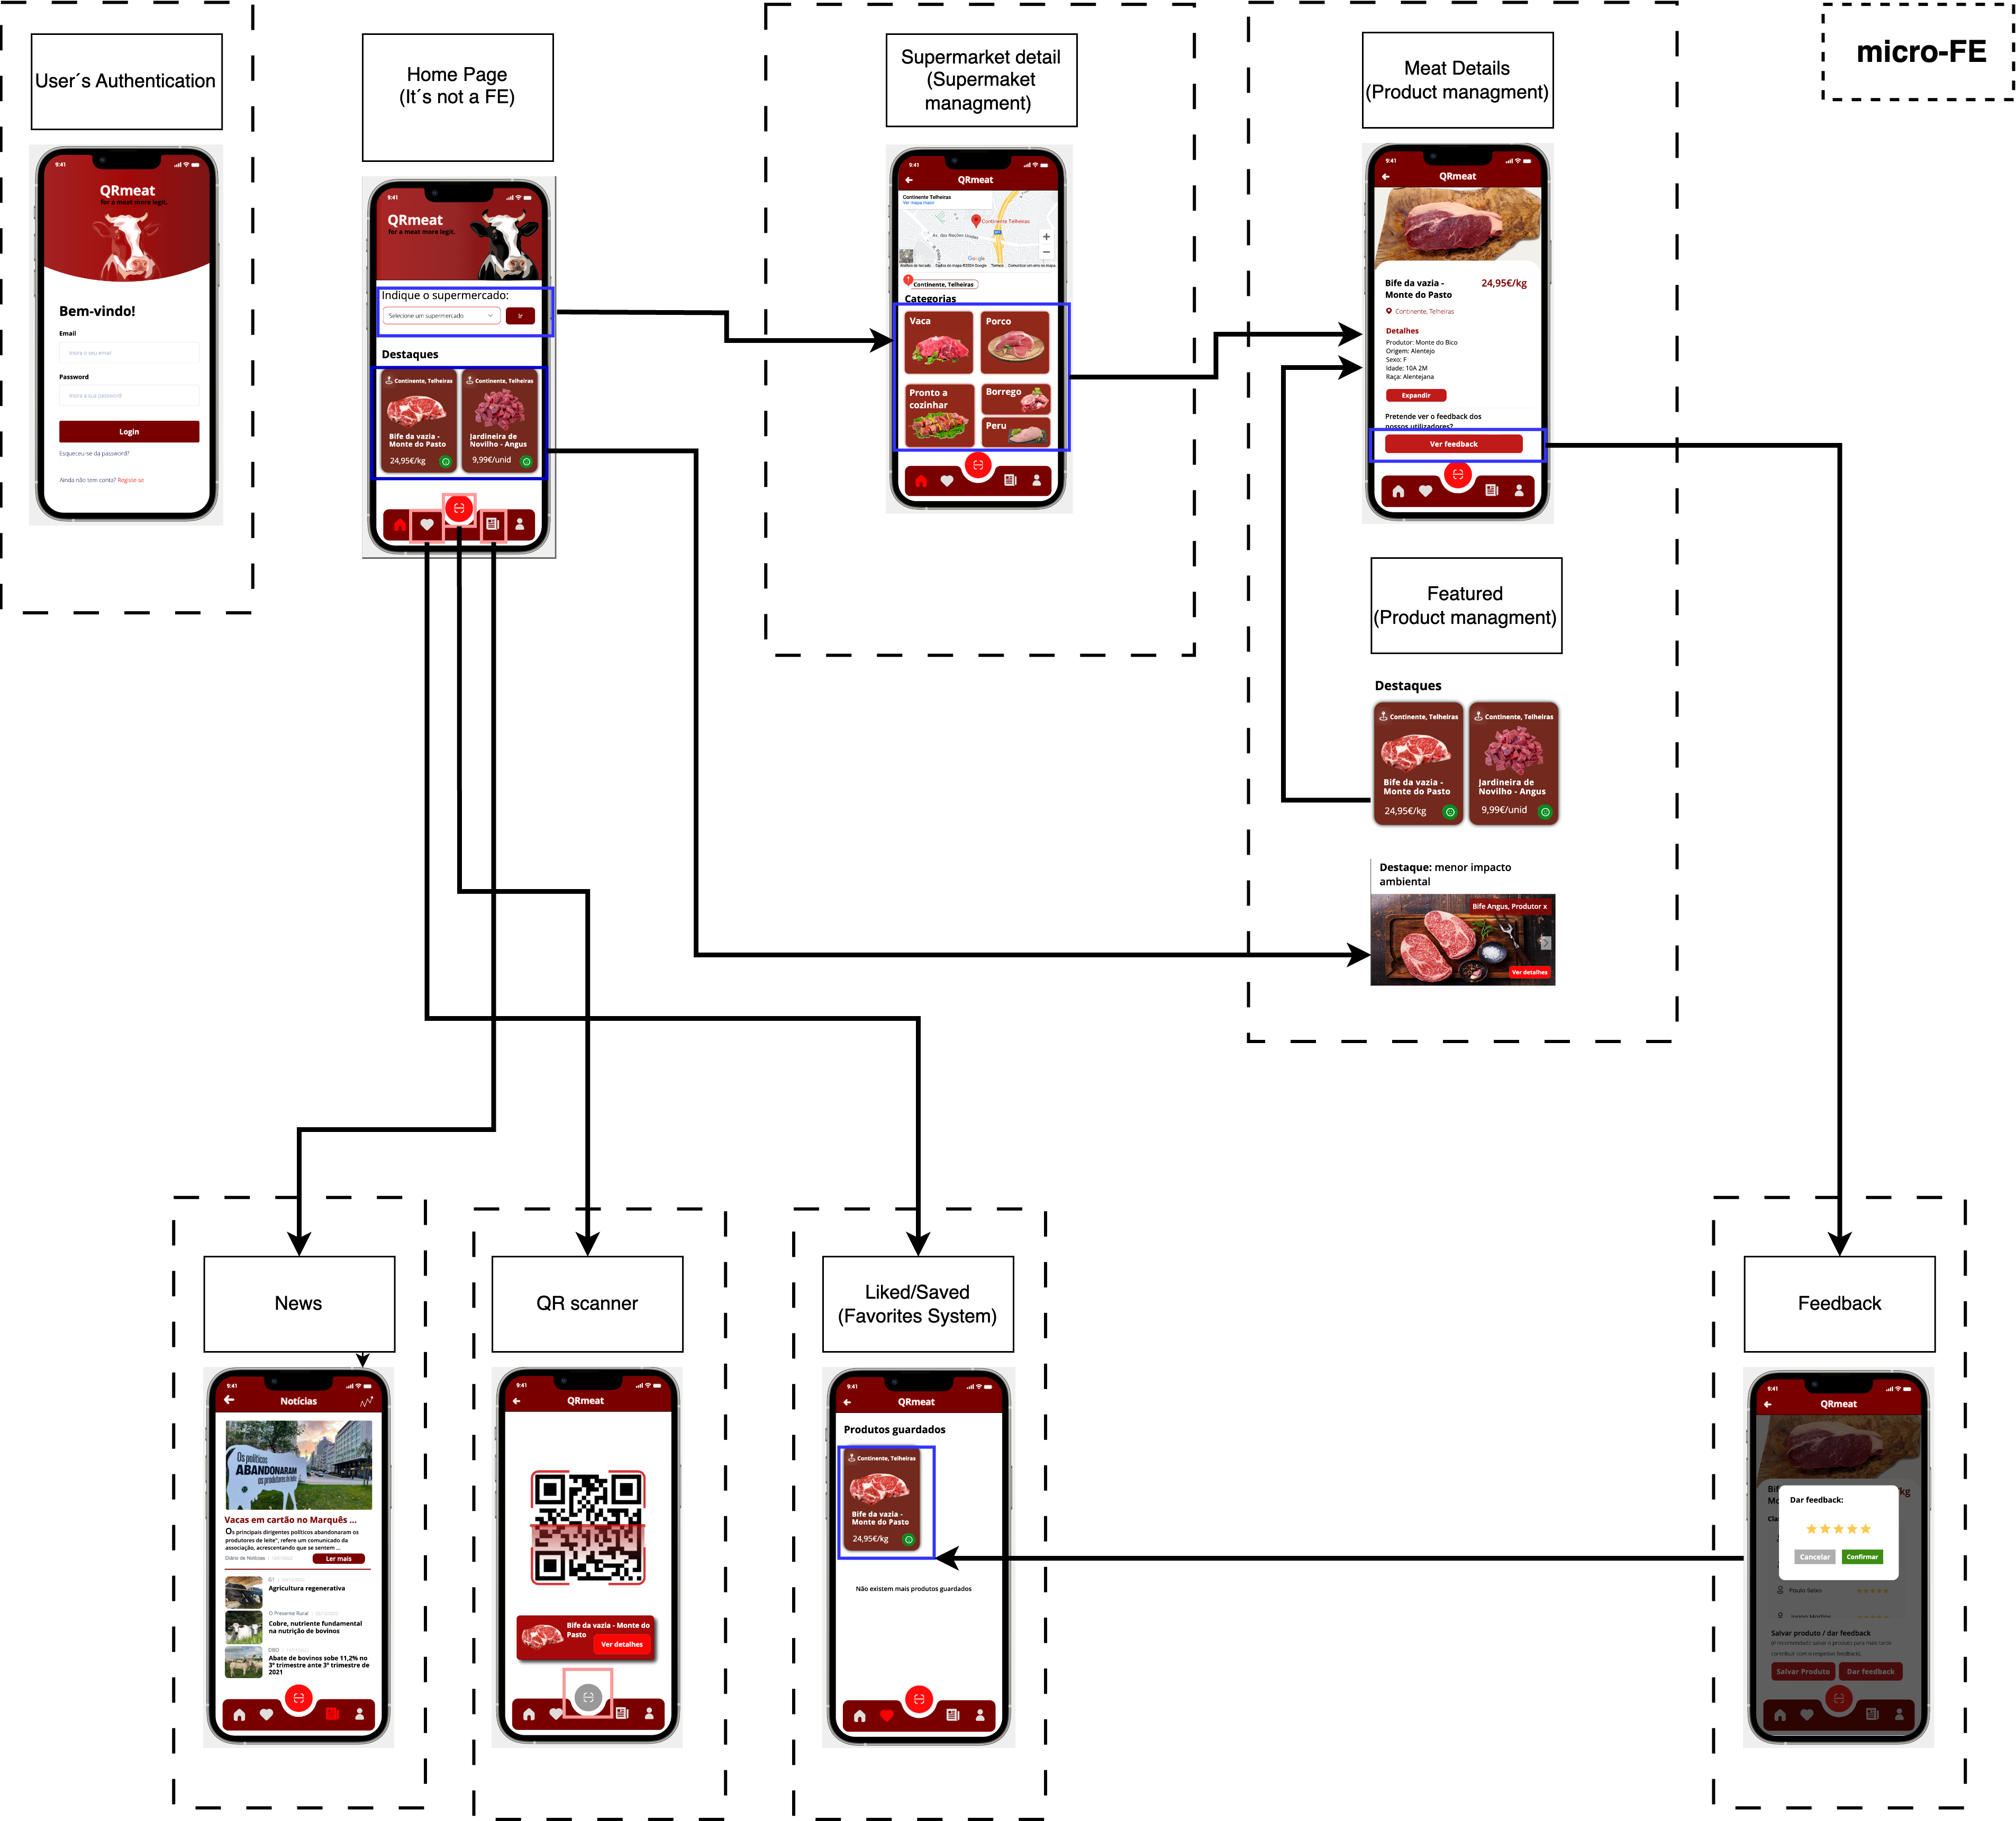 User´s Authentication
9:41
QRmeat
for a meat more legit.
Bem-vindo!
Email
Insira o seu email
Password
Insira a sua password
Login
Esqueceu-se da password?
Ainda não tem conta? Registe-se
Home Page
(It´s not a FE)
9:41
QRmeat
for a meat more legit.
Indique o supermercado:
Selecione um supermercado
Ir
Destaques
Continente, Telheiras
Bife da vazia -
Monte do Pasto
24,95€/kg
Continente, Telheiras
Jardineira de
Novilho - Angus
9,99€/unid
Supermarket detail
(Supermaket
managment)
9:41
QRmeat
Continente Telheiras
Ver mapa maior
Continente Telheiras
Av. das Nações Unidas
Google
Continente, Telheiras
Categorias
Vaca
Porco
Pronto a
cozinhar
Borrego
Peru
Meat Details
(Product managment)
9:41
QRmeat
Bife da vazia -
Monte do Pasto
24,95€/kg
Continente, Telheiras
Detalhes
Produtor: Monte do Bico
Origem: Alentejo
Sexo: F
Idade: 10A 2M
Raça: Alentejana
Expandir
Pretende ver o feedback dos
nossos utilizadores?
Ver feedback
micro-FE
Featured
(Product managment)
Destaques
Continente, Telheiras
Bife da vazia -
Monte do Pasto
24,95€/kg
Continente, Telheiras
Jardineira de
Novilho - Angus
9,99€/unid
Destaque: menor impacto
ambiental
Bife Angus, Produtor x
Ver detalhes
News
9:41
Notícias
Os políticos
ABANDONARAM
os produtores de leite
Vacas em cartão no Marquês ...
Os principais dirigentes políticos abandonaram os
produtores de leite", refere um comunicado da
associação, acrescentando que se sentem ...
Diário de Notícias
Ler mais
G1
Agricultura regenerativa
O Presente Rural
Cobre, nutriente fundamental
na nutrição de bovinos
DBO
Abate de bovinos sobe 11,2% no
3º trimestre ante 3º trimestre de
2021
QR scanner
9:41
QRmeat
Bife da vazia - Monte do
Pasto
Ver detalhes
Liked/Saved
(Favorites System)
9:41
QRmeat
Produtos guardados
Continente, Telheiras
Bife da vazia -
Monte do Pasto
24,95€/kg
Não existem mais produtos guardados
Feedback
9:41
QRmeat
Dar feedback:
Cancelar
Confirmar
Paulo Seixo
Salvar produto / dar feedback
Salvar Produto
Dar feedback